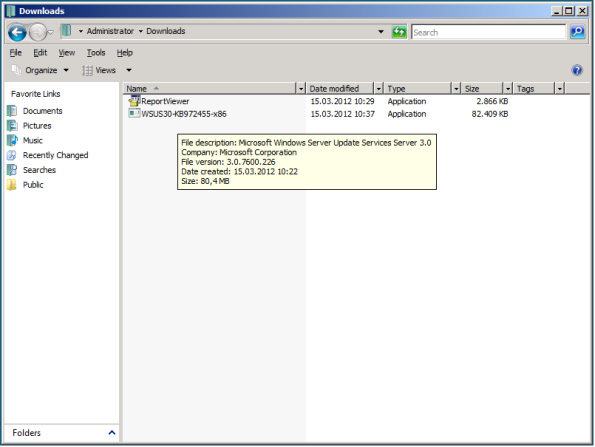 Downloads
Administrator Downloads
Search
File Edit View Tools Help
Organize Views
Favorite Links
Documents
Pictures
Music
Recently Changed
Searches
Public
Folders
Name Date modified Type Size Tags
ReportViewer 15.03.2012 10:29 Application 2.866 KB
WSUS30-KB972455-x86 15.03.2012 10:37 Application 82.409 KB
File description: Microsoft Windows Server Update Services Server 3.0
Company: Microsoft Corporation
File version: 3.0.7600.226
Date created: 15.03.2012 10:22
Size: 80,4 MB